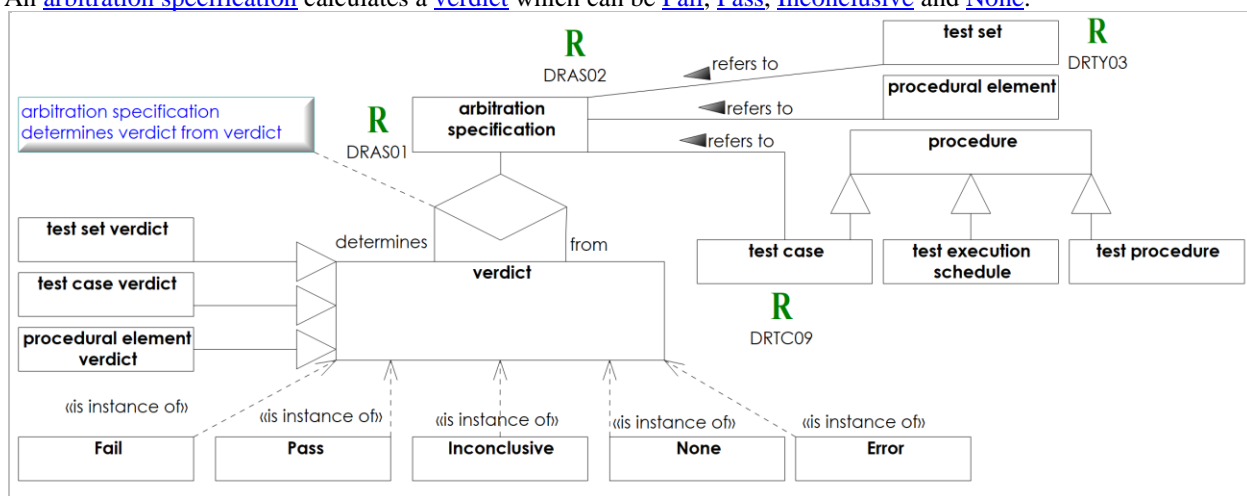 An arbitration specification calculates a verdict which can be Fail, Pass, Inconclusive and None.
test set
R
DRTY03
R
DRAS02
refers to
procedural element
refers to
arbitration specification
determines verdict from verdict
R
DRAS01
arbitration
specification
refers to
procedure
test set verdict
determines
from
test case
test execution
schedule
test procedure
verdict
test case verdict
R
DRTC09
procedural element
verdict
«is instance of»
«is instance of»
«is instance of»
«is instance of»
«is instance of»
Fail
Pass
Inconclusive
None
Error